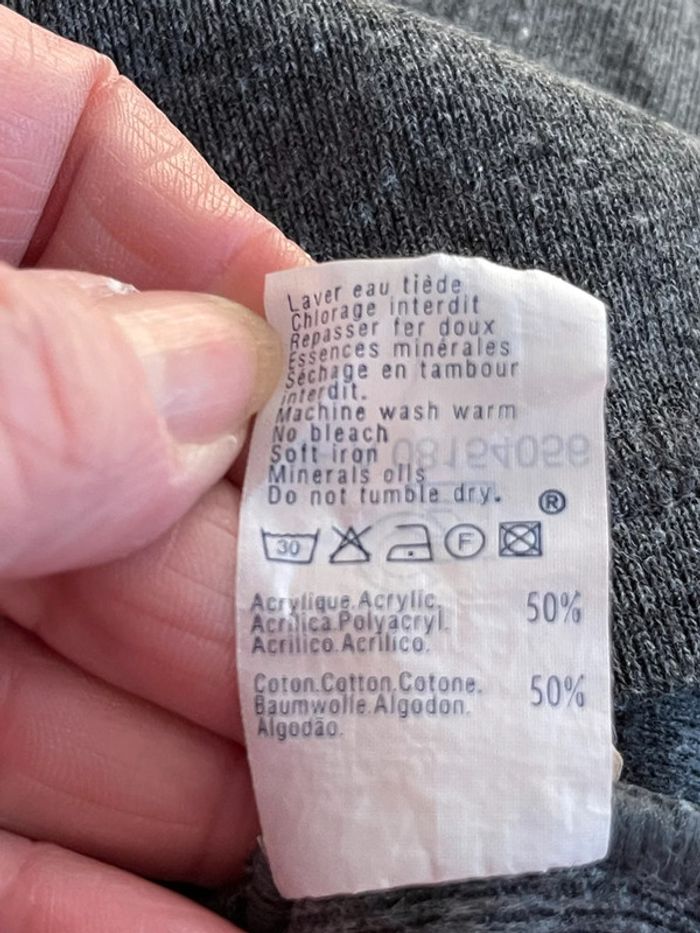 Laver eau tiède
Chlorage interdit
Repasser fer doux
Essences minérales
Séchage en tambour
interdit.
Machine wash warm
No bleach
Soft iron
Minerals oils
Do not tumble dry.
®
30 F
Acrylique.Acrylic. 50%
Acrilica.Polyacryl.
Acrilico.Acrílico.
Coton.Cotton.Cotone. 50%
Baumwolle.Algodon.
Algodão.
08154056